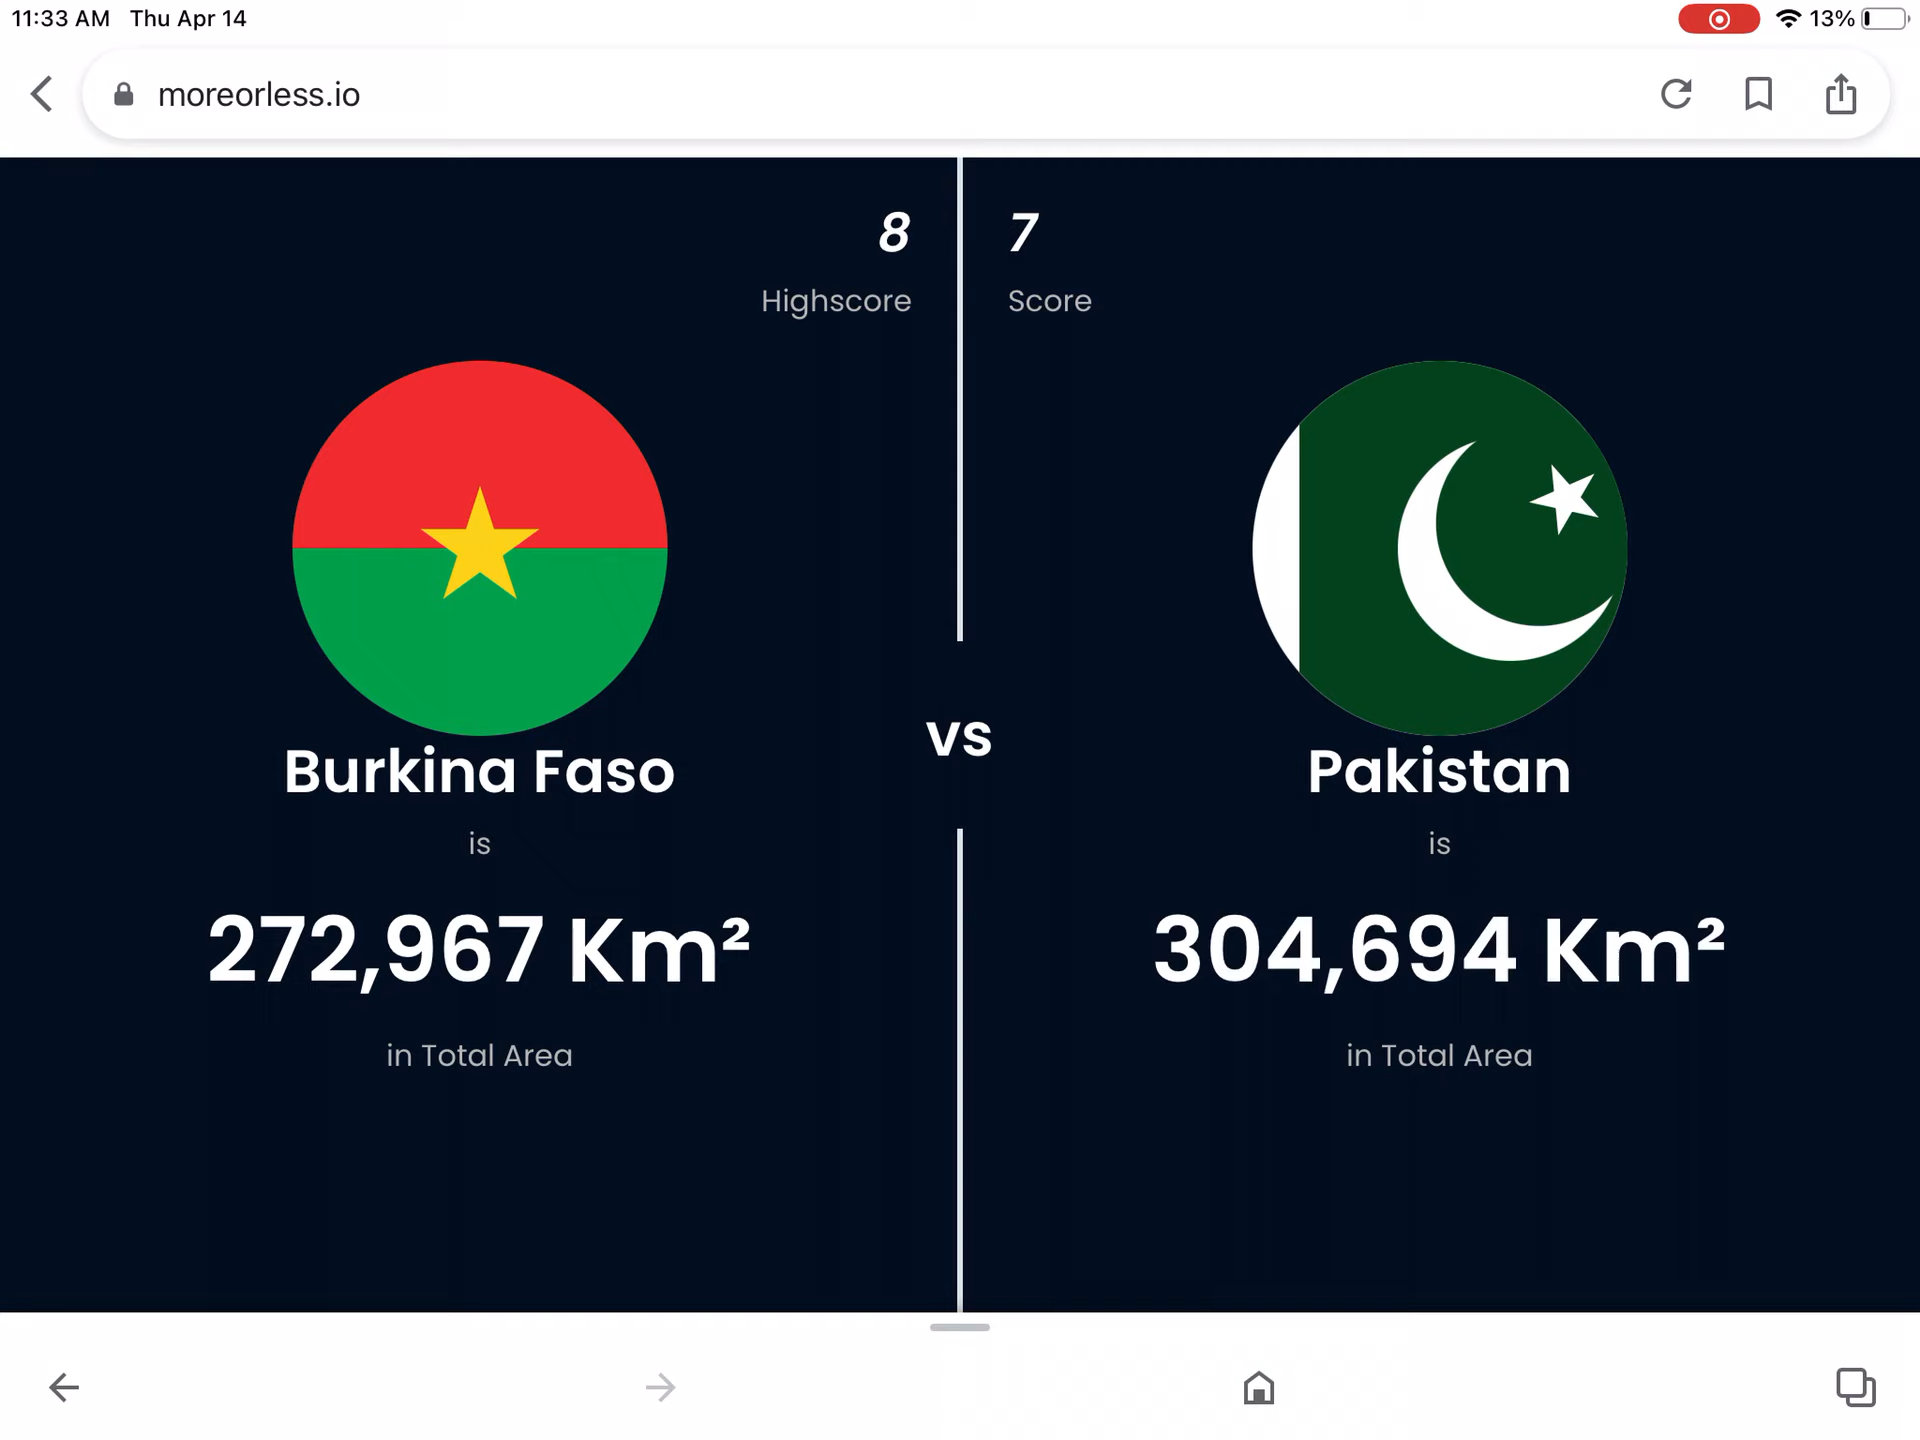 11:33 AM Thu Apr 14
13%
moreorless.io
8
Highscore
7
Score
Burkina Faso
is
272,967 Km²
in Total Area
vs
Pakistan
is
304,694 Km²
in Total Area